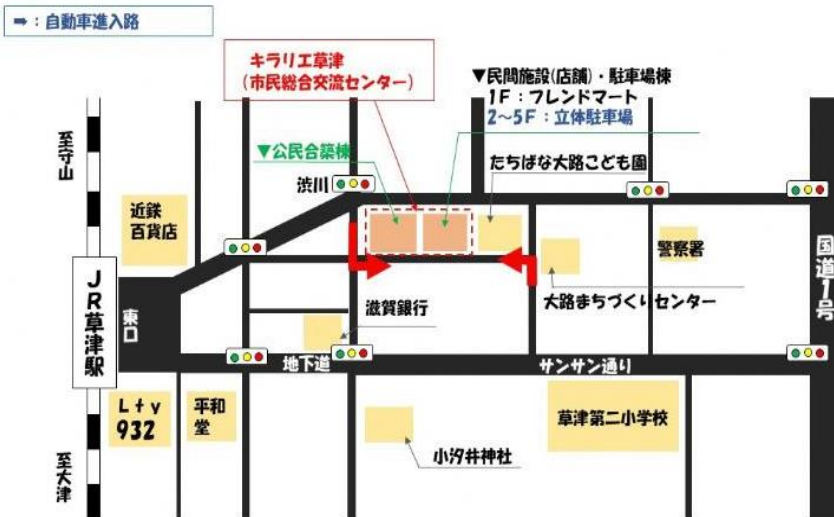 ➡：自動車進入路
キラリエ草津
(市民総合交流センター)
▼民間施設(店舗)・駐車場棟
1F：フレンドマート
2～5F：立体駐車場
▼公民合築棟
たちばな大路こども園
渋川
至守山
近鉄
百貨店
警察署
国道1号
JR草津駅
東口
滋賀銀行
大路まちづくりセンター
地下道
サンサン通り
Lty
932
平和
堂
草津第二小学校
小汐井神社
至大津